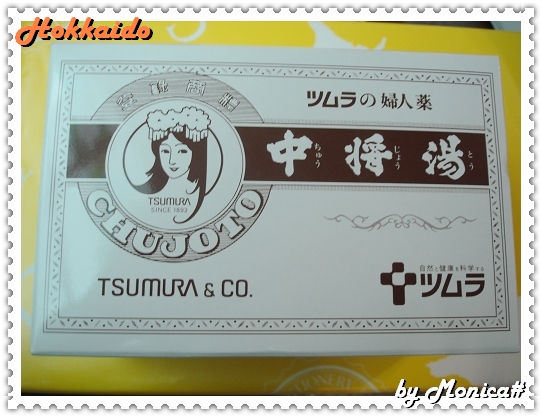 Hokkaido
ツムラの婦人薬
中将湯
ちゅう じょう とう
TSUMURA
SINCE 1893
CHUJOTO
TSUMURA & CO.
自然と健康を科学する
ツムラ
by Monica#